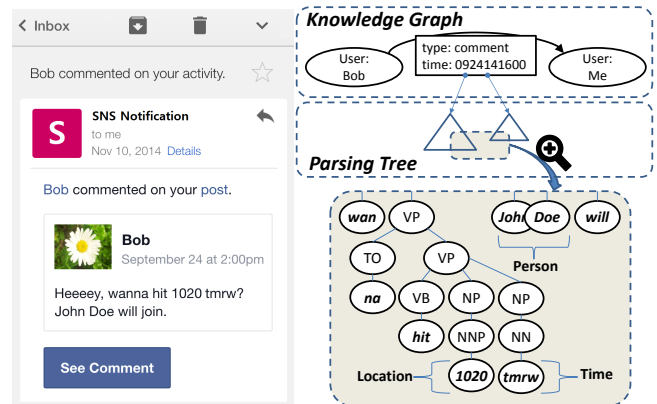 Inbox
Bob commented on your activity.
S
SNS Notification
to me
Nov 10, 2014 Details
Bob commented on your post.
Bob
September 24 at 2:00pm
Heeeey, wanna hit 1020 tmrw?
John Doe will join.
See Comment
Knowledge Graph
User:
Bob
type: comment
time: 0924141600
User:
Me
Parsing Tree
wan VP John Doe will
TO VP Person
na VB NP NP
hit NNP NN
Location 1020 tmrw Time